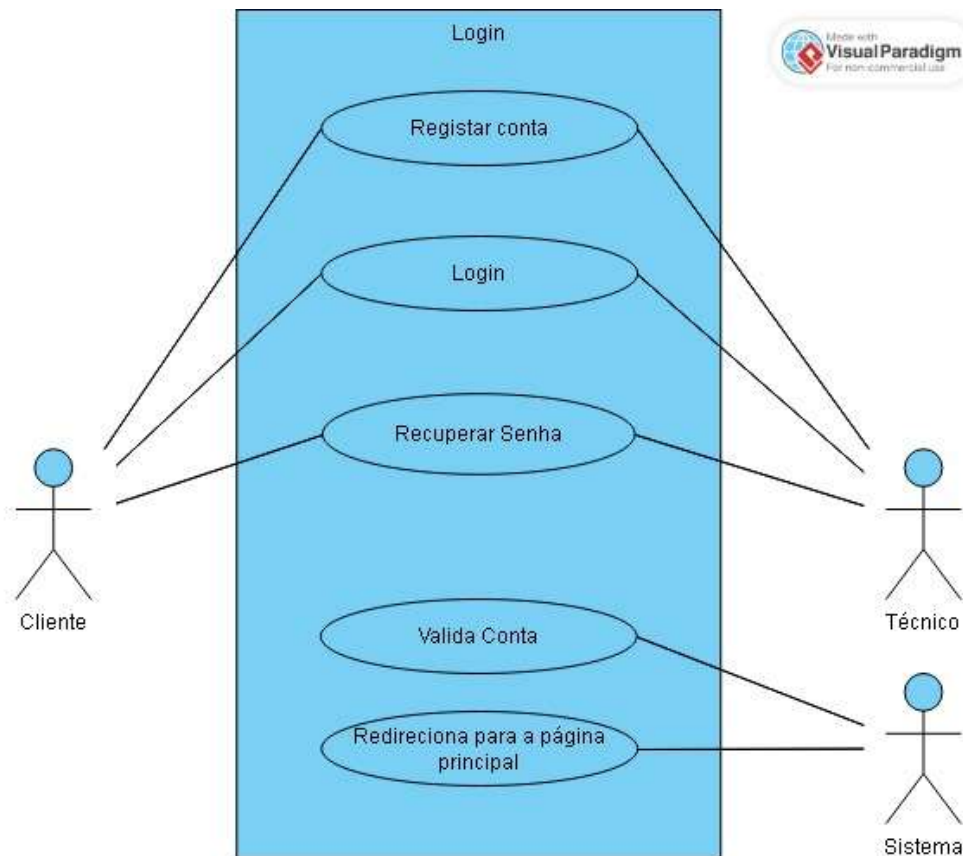 Login
Made with
Visual Paradigm
For non-commercial use
Registar conta
Login
Recuperar Senha
Cliente
Técnico
Valida Conta
Redireciona para a página
principal
Sistema